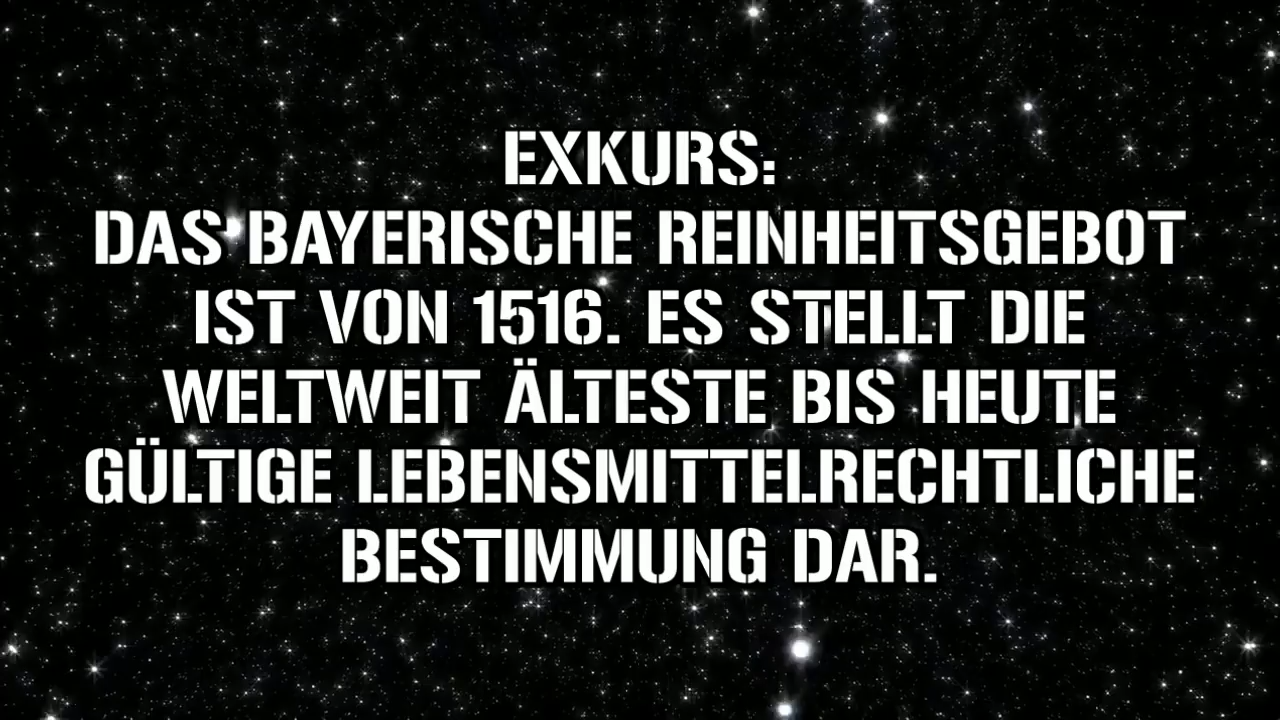 EXKURS:
DAS BAYERISCHE REINHEITSGEBOT
IST VON 1516. ES STELLT DIE
WELTWEIT ÄLTESTE BIS HEUTE
GÜLTIGE LEBENSMITTELRECHTLICHE
BESTIMMUNG DAR.